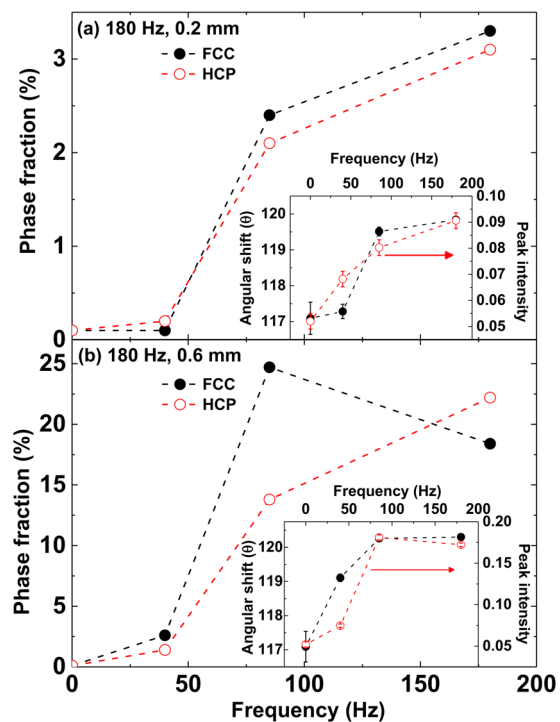 (a) 180 Hz, 0.2 mm
FCC
HCP
Phase fraction (%)
3
2
1
0
Frequency (Hz)
0 50 100 150 200
Angular shift (θ)
120
119
118
117
0.10
0.09
0.08
0.07
0.06
0.05
Peak intensity
(b) 180 Hz, 0.6 mm
FCC
HCP
Phase fraction (%)
25
20
15
10
5
0
Frequency (Hz)
0 50 100 150 200
Angular shift (θ)
120
119
118
117
0.20
0.15
0.10
0.05
Peak intensity
0 50 100 150 200
Frequency (Hz)